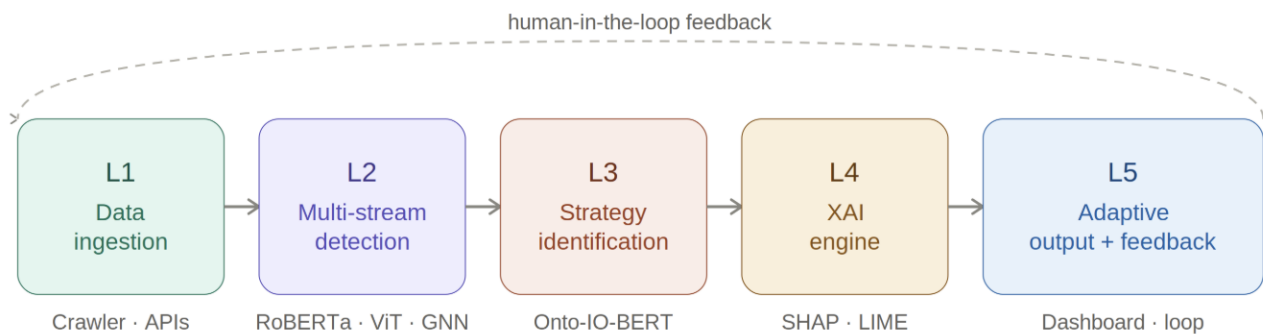 human-in-the-loop feedback
L1
Data
ingestion
L2
Multi-stream
detection
L3
Strategy
identification
L4
XAI
engine
L5
Adaptive
output + feedback
Crawler · APIs
RoBERTa · ViT · GNN
Onto-IO-BERT
SHAP · LIME
Dashboard · loop